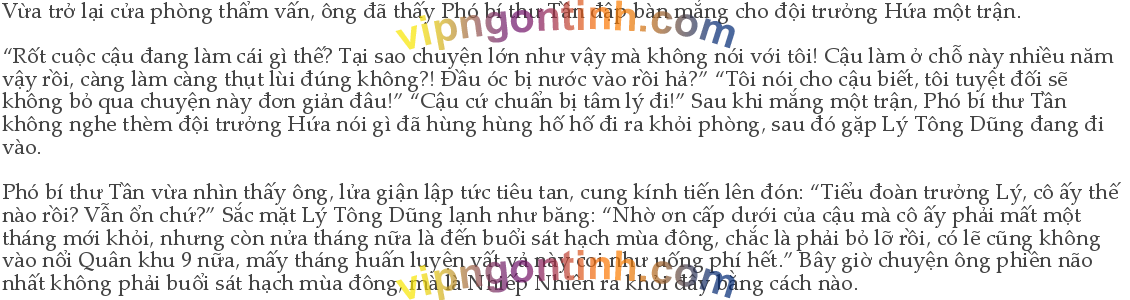 Vừa trở lại cửa phòng thẩm vấn, ông đã thấy Phó bí thư Tần đập bàn mắng cho đội trưởng Hứa một trận.
vipngontinh.com
“Rốt cuộc cậu đang làm cái gì thế? Tại sao chuyện lớn như vậy mà không nói với tôi! Cậu làm ở chỗ này nhiều năm
vậy rồi, càng làm càng thụt lùi đúng không?! Đầu óc bị nước vào rồi hả?” “Tôi nói cho cậu biết, tôi tuyệt đối sẽ
không bỏ qua chuyện này đơn giản đâu!” “Cậu cứ chuẩn bị tâm lý đi!” Sau khi mắng một trận, Phó bí thư Tần
không nghe thèm đội trưởng Hứa nói gì đã hùng hùng hổ hổ đi ra khỏi phòng, sau đó gặp Lý Tông Dũng đang đi
vào.
Phó bí thư Tần vừa nhìn thấy ông, lửa giận lập tức tiêu tan, cung kính tiến lên đón: “Tiểu đoàn trưởng Lý, cô ấy thế
nào rồi? Vẫn ổn chứ?” Sắc mặt Lý Tông Dũng lạnh như băng: “Nhờ ơn cấp dưới của cậu mà cô ấy phải mất một
tháng mới khỏi, nhưng còn nửa tháng nữa là đến buổi sát hạch mùa đông, chắc là phải bỏ lỡ rồi, có lẽ cũng không
vào nổi Quân khu 9 nữa, mấy tháng huấn luyện vất vả may coi như uổng phí hết.” Bây giờ chuyện ông phiền não
nhất không phải buổi sát hạch mùa đông, mà là Nhiếp Nhiên ra khỏi đây bằng cách nào.
vipngontinh.com